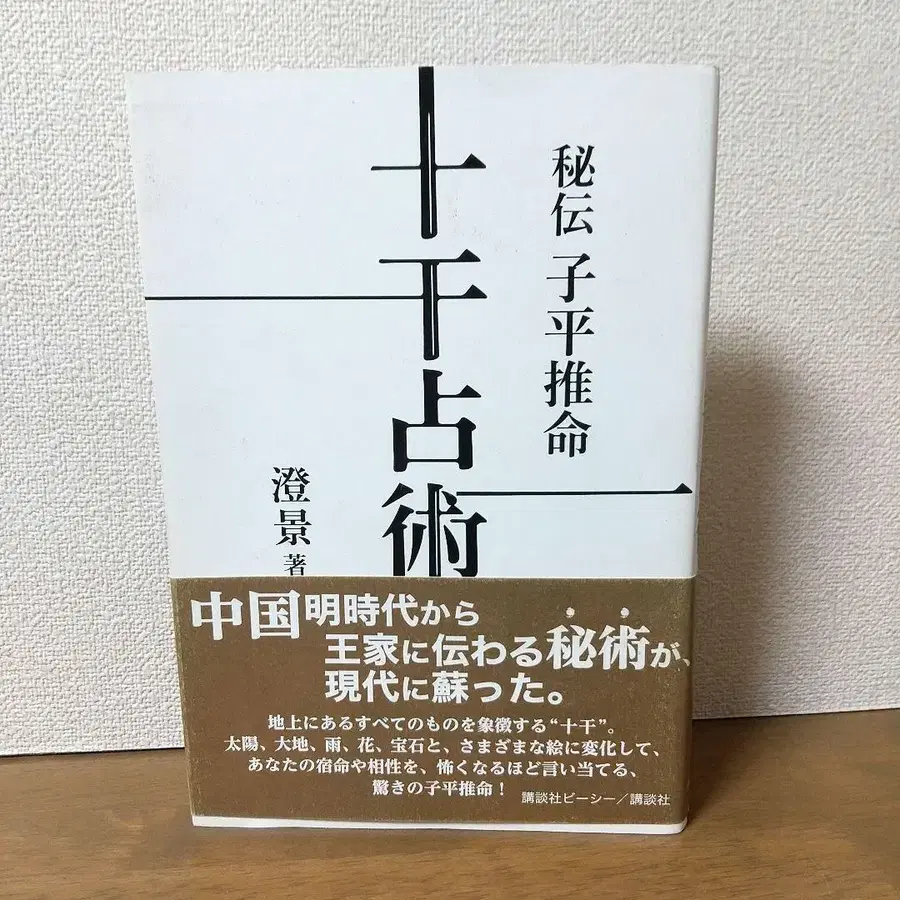 秘伝 子平推命
十干占術
澄景 著
中国明時代から
王家に伝わる秘術が、
現代に蘇った。
地上にあるすべてのものを象徴する“十干”。
太陽、大地、雨、花、宝石と、さまざまな絵に変化して、
あなたの宿命や相性を、怖くなるほど言い当てる、
驚きの子平推命！
講談社ビーシー／講談社